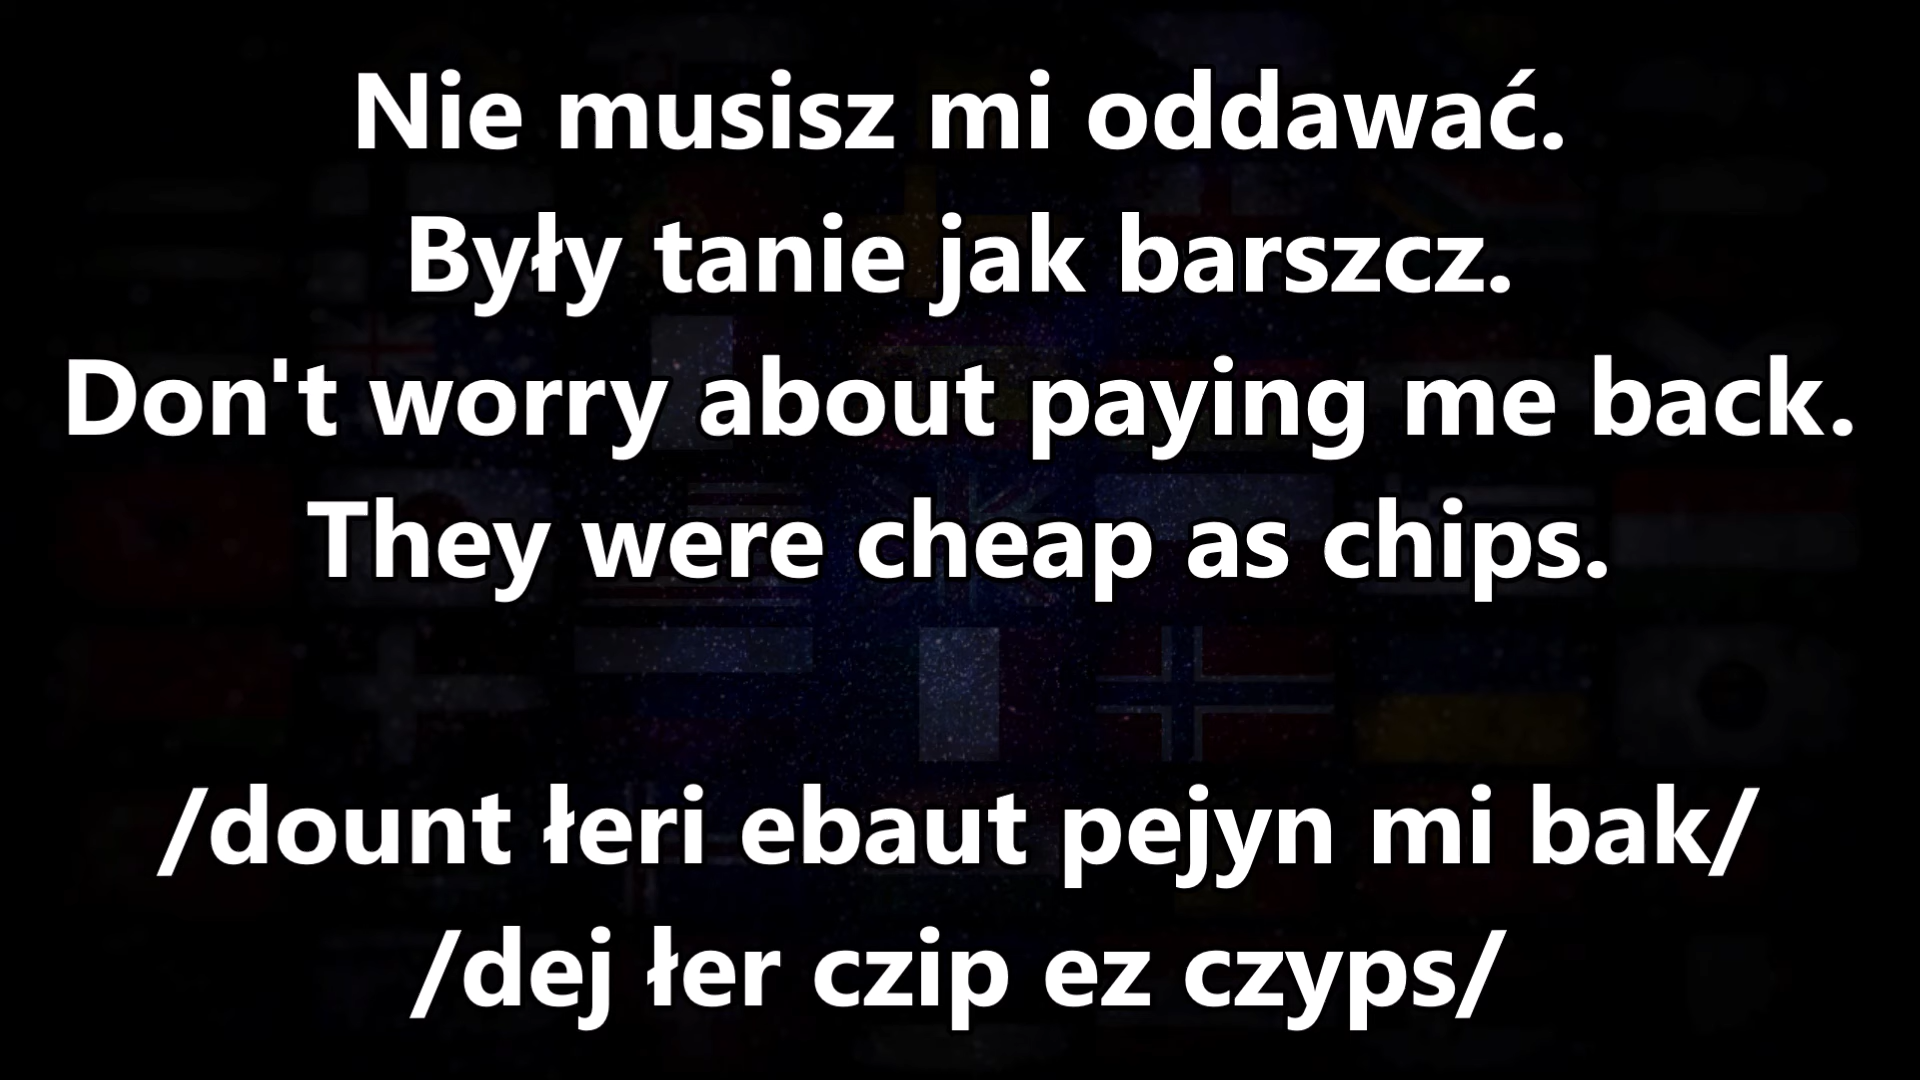 Nie musisz mi oddawać.
Były tanie jak barszcz.
Don't worry about paying me back.
They were cheap as chips.
/dount łeri ebaut pejyn mi bak/
/dej łer czip ez czyps/